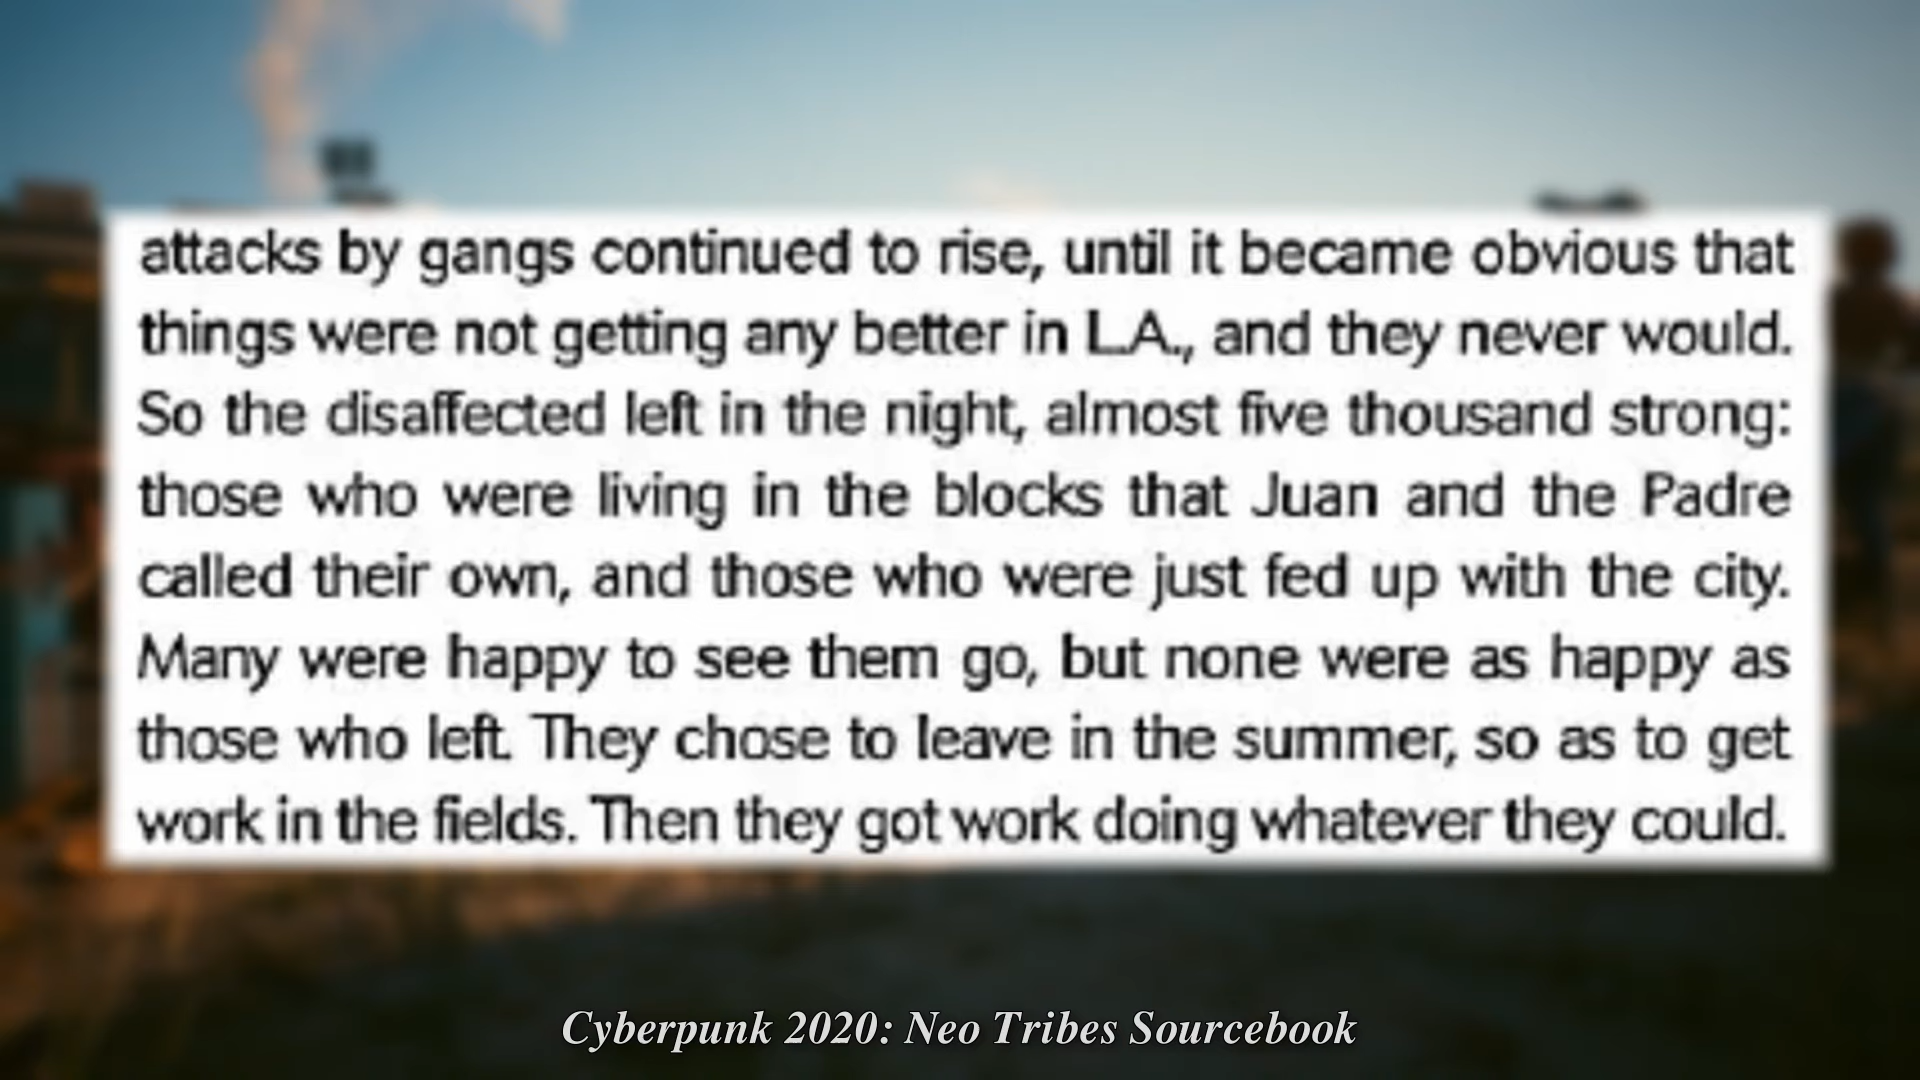 attacks by gangs continued to rise, until it became obvious that
things were not getting any better in L.A., and they never would.
So the disaffected left in the night, almost five thousand strong:
those who were living in the blocks that Juan and the Padre
called their own, and those who were just fed up with the city.
Many were happy to see them go, but none were as happy as
those who left. They chose to leave in the summer, so as to get
work in the fields. Then they got work doing whatever they could.
Cyberpunk 2020: Neo Tribes Sourcebook